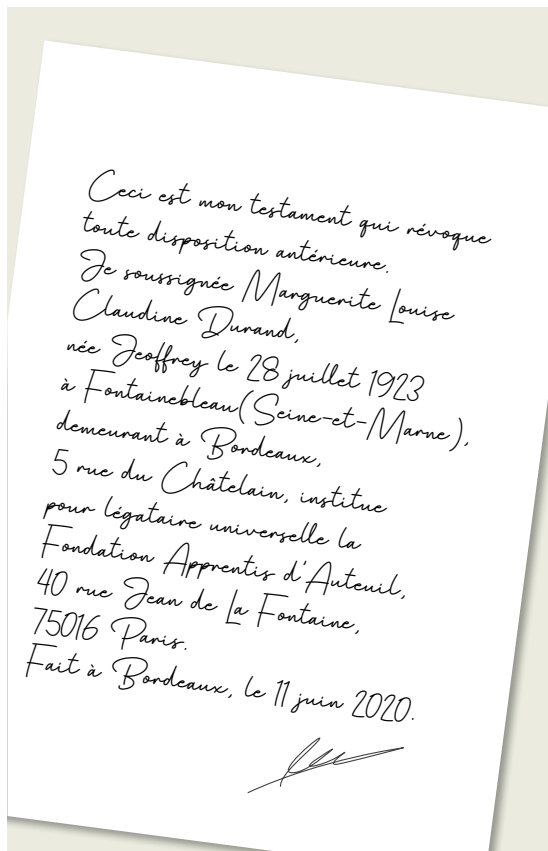 Ceci est mon testament qui révoque
toute disposition antérieure.
Je soussignée Marguerite Louise
Claudine Durand,
née Jeoffrey le 28 juillet 1923
à Fontainebleau(Seine-et-Marne),
demeurant à Bordeaux,
5 rue du Châtelain, institue
pour légataire universelle la
Fondation Apprentis d'Auteuil,
40 rue Jean de La Fontaine,
75016 Paris.
Fait à Bordeaux, le 11 juin 2020.